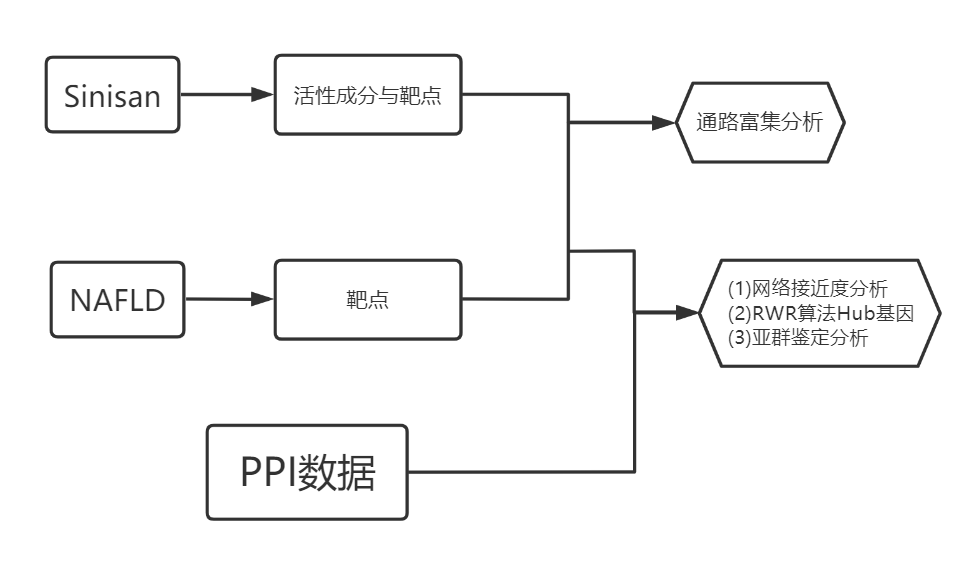 Sinisan
活性成分与靶点
通路富集分析
NAFLD
靶点
(1)网络接近度分析
(2)RWR算法Hub基因
(3)亚群鉴定分析
PPI数据